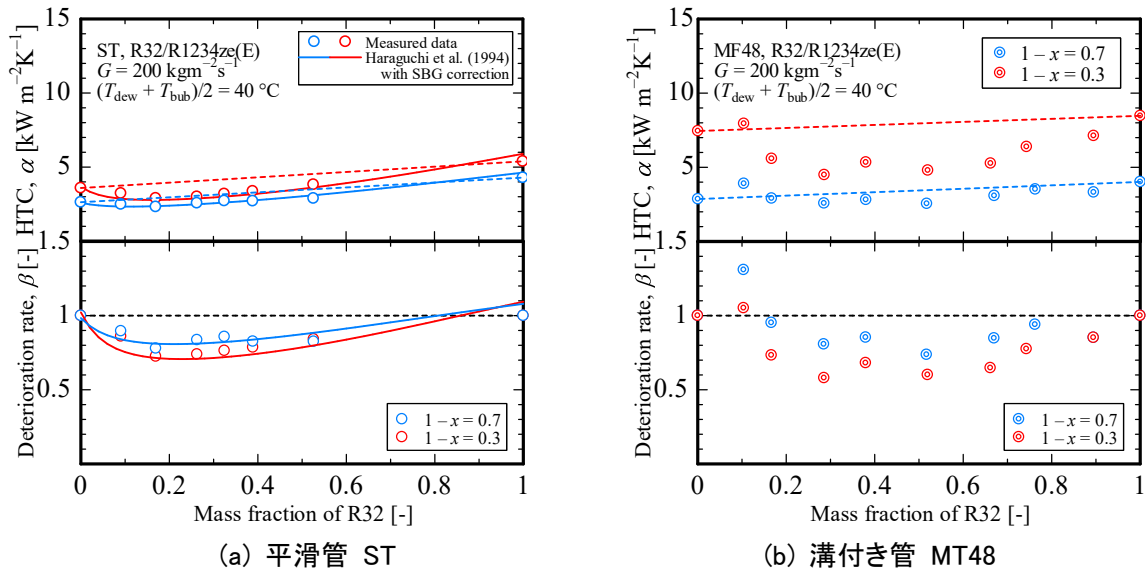 15
10
5
1.5
HTC, α [kW m⁻²K⁻¹]
ST, R32/R1234ze(E)
G = 200 kgm⁻²s⁻¹
(Tdew + Tbub)/2 = 40 °C
Measured data
Haraguchi et al. (1994)
with SBG correction
1
0.5
Deterioration rate, β [-]
1 – x = 0.7
1 – x = 0.3
0 0.2 0.4 0.6 0.8 1
Mass fraction of R32 [-]
(a) 平滑管 ST
15
10
5
1.5
HTC, α [kW m⁻²K⁻¹]
MF48, R32/R1234ze(E)
G = 200 kgm⁻²s⁻¹
(Tdew + Tbub)/2 = 40 °C
1 – x = 0.7
1 – x = 0.3
1
0.5
Deterioration rate, β [-]
1 – x = 0.7
1 – x = 0.3
0 0.2 0.4 0.6 0.8 1
Mass fraction of R32 [-]
(b) 溝付き管 MT48